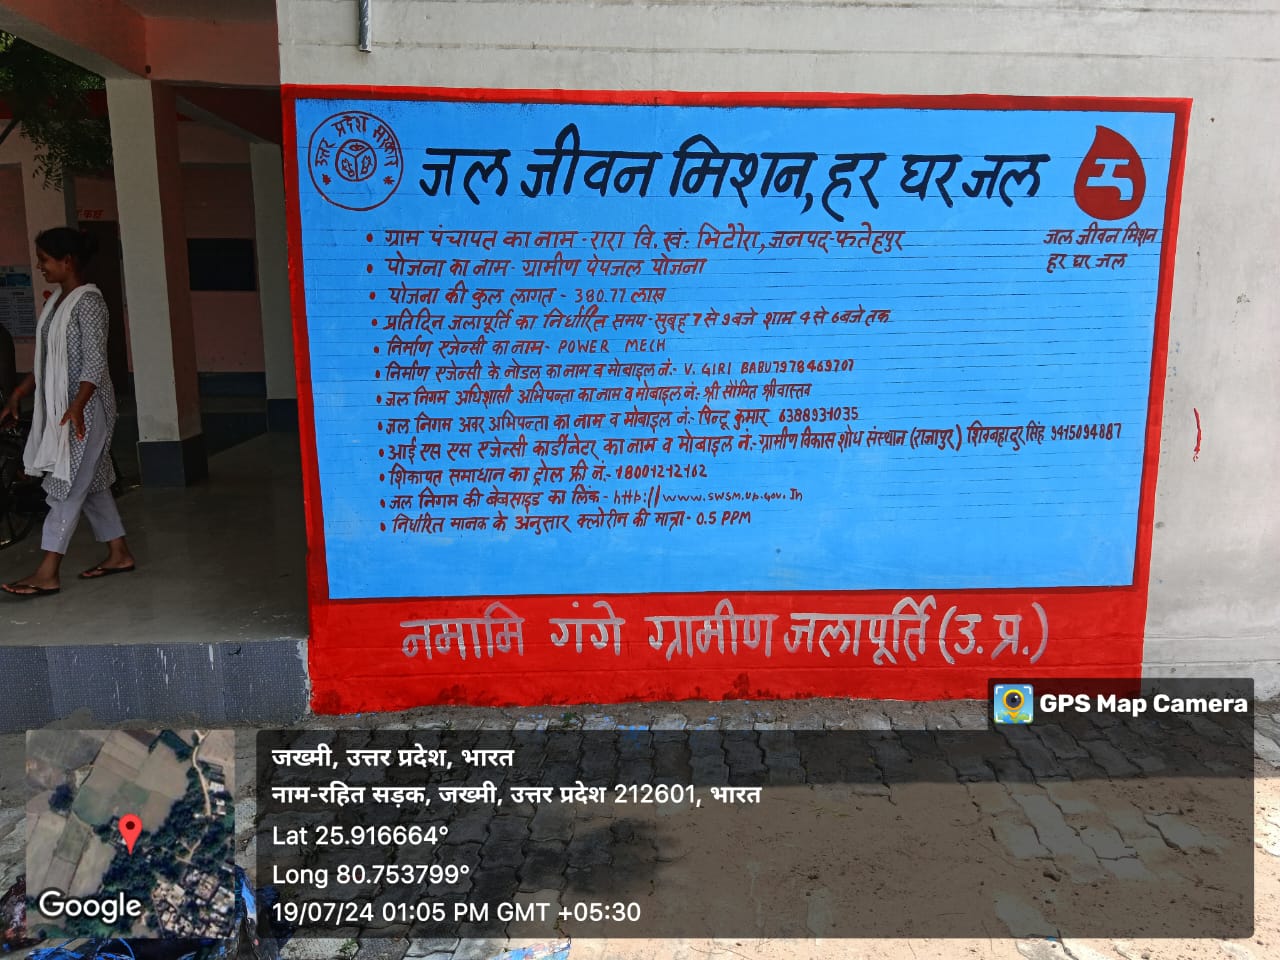 उत्तर प्रदेश सरकार
जल जीवन मिशन, हर घर जल
जल जीवन मिशन
हर घर जल
• ग्राम पंचायत का नाम - रारा वि. खं: भिटौरा, जनपद - फतेहपुर
• योजना का नाम - ग्रामीण पेयजल योजना
• योजना की कुल लागत - 380.77 लाख
• प्रतिदिन जलापूर्ति का निर्धारित समय - सुबह 7 से 9 बजे शाम 4 से 6 बजे तक
• निर्माण एजेन्सी का नाम - POWER MECH
• निर्माण एजेन्सी के नोडल का नाम व मोबाइल नं:- V. GIRI BABU 7978469707
• जल निगम अधिशासी अभियन्ता का नाम व मोबाइल नं:- श्री सौमित श्रीवास्तव
• जल निगम अवर अभियन्ता का नाम व मोबाइल नं:- पिन्टू कुमार 6388931035
• आई एस एस एजेन्सी कार्डीनेटर का नाम व मोबाइल नं:- ग्रामीण विकास शोध संस्थान (राजापुर) शिवबहादुर सिंह 9415094887
• शिकायत समाधान का ट्रोल फ्री नं:- 18001212162
• जल निगम की बेबसाइड का लिंक - http://www.swsm.up.gov.In
• निर्धारित मानक के अनुसार क्लोरीन की मात्रा - 0.5 PPM
नमामि गंगे ग्रामीण जलापूर्ति (उ. प्र.)
GPS Map Camera
जख्मी, उत्तर प्रदेश, भारत
नाम-रहित सड़क, जख्मी, उत्तर प्रदेश 212601, भारत
Lat 25.916664°
Long 80.753799°
19/07/24 01:05 PM GMT +05:30
Google